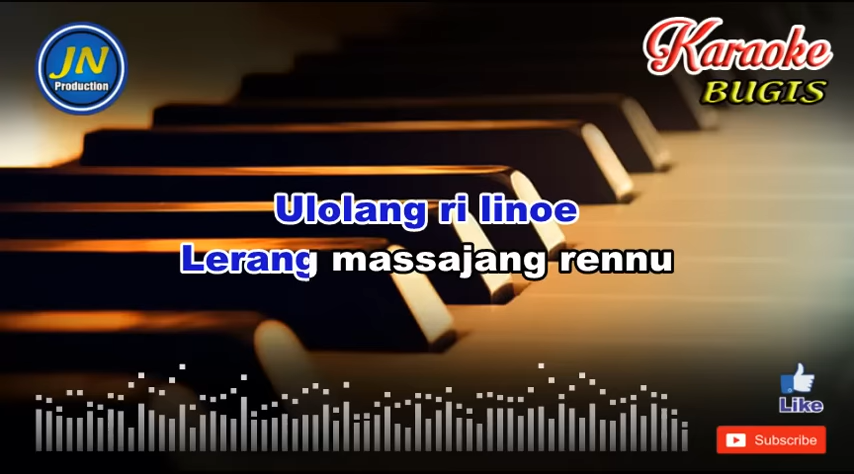 JN
Production
Karaoke
BUGIS
Ulolang ri linoe
Lerang massajang rennu
Like
Subscribe